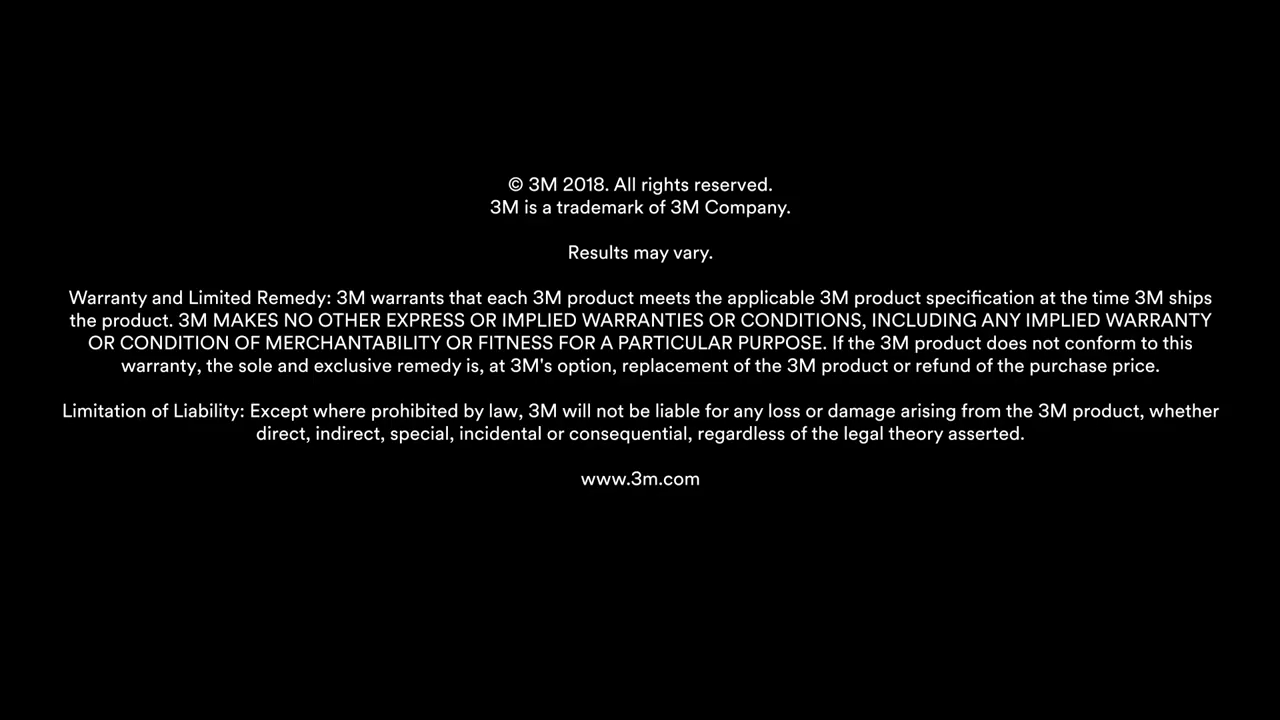 © 3M 2018. All rights reserved.
3M is a trademark of 3M Company.
Results may vary.
Warranty and Limited Remedy: 3M warrants that each 3M product meets the applicable 3M product specification at the time 3M ships
the product. 3M MAKES NO OTHER EXPRESS OR IMPLIED WARRANTIES OR CONDITIONS, INCLUDING ANY IMPLIED WARRANTY
OR CONDITION OF MERCHANTABILITY OR FITNESS FOR A PARTICULAR PURPOSE. If the 3M product does not conform to this
warranty, the sole and exclusive remedy is, at 3M's option, replacement of the 3M product or refund of the purchase price.
Limitation of Liability: Except where prohibited by law, 3M will not be liable for any loss or damage arising from the 3M product, whether
direct, indirect, special, incidental or consequential, regardless of the legal theory asserted.
www.3m.com